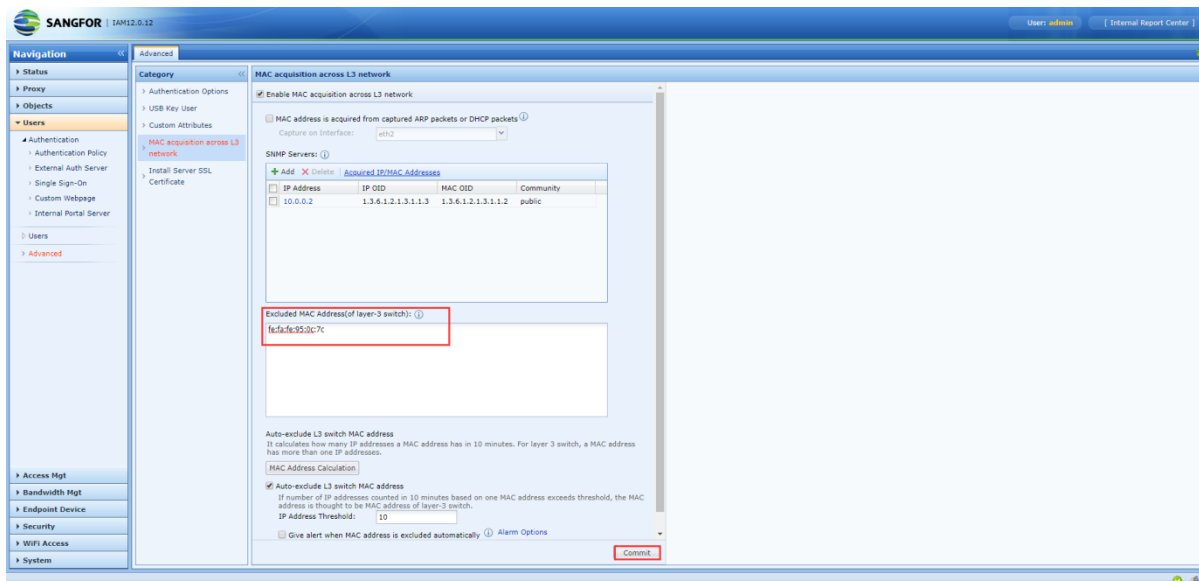 SANGFOR | IAM12.0.12
User: admin [ Internal Report Center ]
Navigation
Status
Proxy
Objects
Users
Authentication
Authentication Policy
External Auth Server
Single Sign-On
Custom Webpage
Internal Portal Server
Users
Advanced
Access Mgt
Bandwidth Mgt
Endpoint Device
Security
WiFi Access
System
Advanced
Category
Authentication Options
USB Key User
Custom Attributes
MAC acquisition across L3
network
Install Server SSL
Certificate
MAC acquisition across L3 network
Enable MAC acquisition across L3 network
MAC address is acquired from captured ARP packets or DHCP packets
Capture on Interface: eth2
SNMP Servers:
Add Delete Acquired IP/MAC Addresses
IP Address IP OID MAC OID Community
10.0.0.2 1.3.6.1.2.1.3.1.1.3 1.3.6.1.2.1.3.1.1.2 public
Excluded MAC Address(of layer-3 switch):
fe:fa:fe:95:0c:7c
Auto-exclude L3 switch MAC address
It calculates how many IP addresses a MAC address has in 10 minutes. For layer 3 switch, a MAC address
has more than one IP addresses.
MAC Address Calculation
Auto-exclude L3 switch MAC address
If number of IP addresses counted in 10 minutes based on one MAC address exceeds threshold, the MAC
address is thought to be MAC address of layer-3 switch.
IP Address Threshold: 10
Give alert when MAC address is excluded automatically Alarm Options
Commit